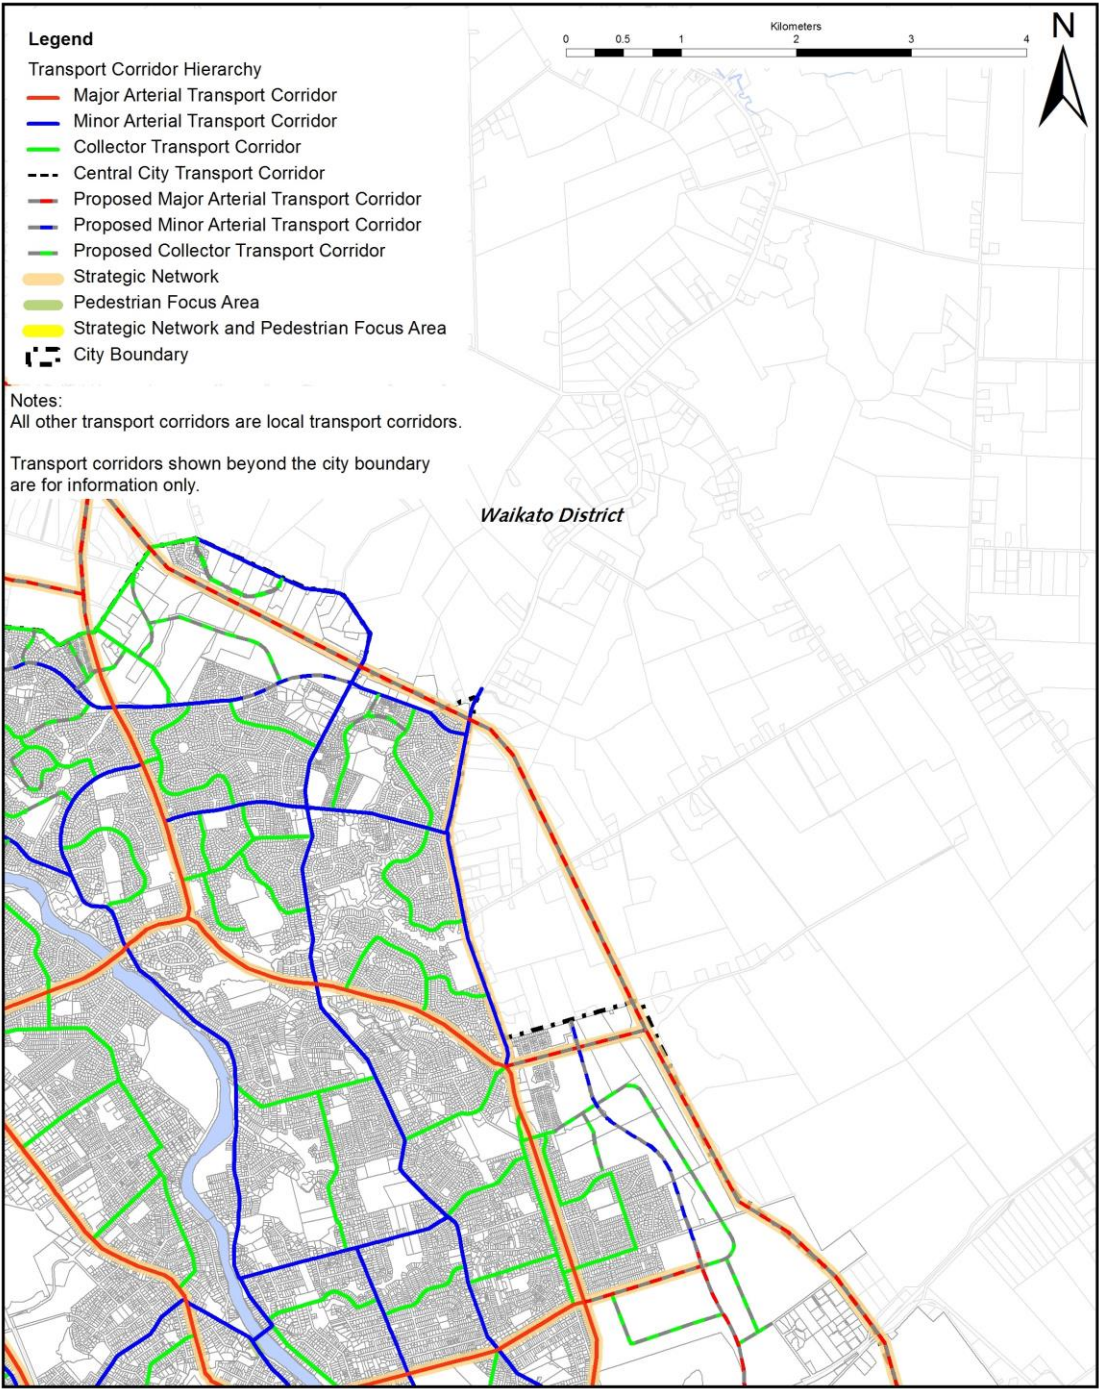 Legend
Transport Corridor Hierarchy
Major Arterial Transport Corridor
Minor Arterial Transport Corridor
Collector Transport Corridor
Central City Transport Corridor
Proposed Major Arterial Transport Corridor
Proposed Minor Arterial Transport Corridor
Proposed Collector Transport Corridor
Strategic Network
Pedestrian Focus Area
Strategic Network and Pedestrian Focus Area
City Boundary
Kilometers
0 0.5 1 2 3 4
N
Notes:
All other transport corridors are local transport corridors.
Transport corridors shown beyond the city boundary
are for information only.
Waikato District